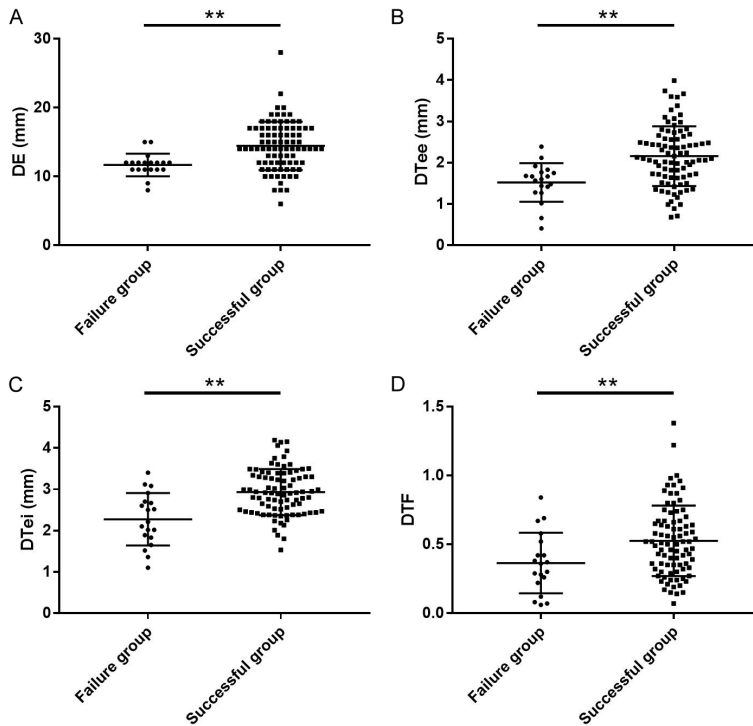 A
**
30
20
10
0
DE (mm)
Failure group
Successful group
B
**
5
4
3
2
1
0
DTee (mm)
Failure group
Successful group
C
**
5
4
3
2
1
0
DTei (mm)
Failure group
Successful group
D
**
1.5
1.0
0.5
0.0
DTF
Failure group
Successful group